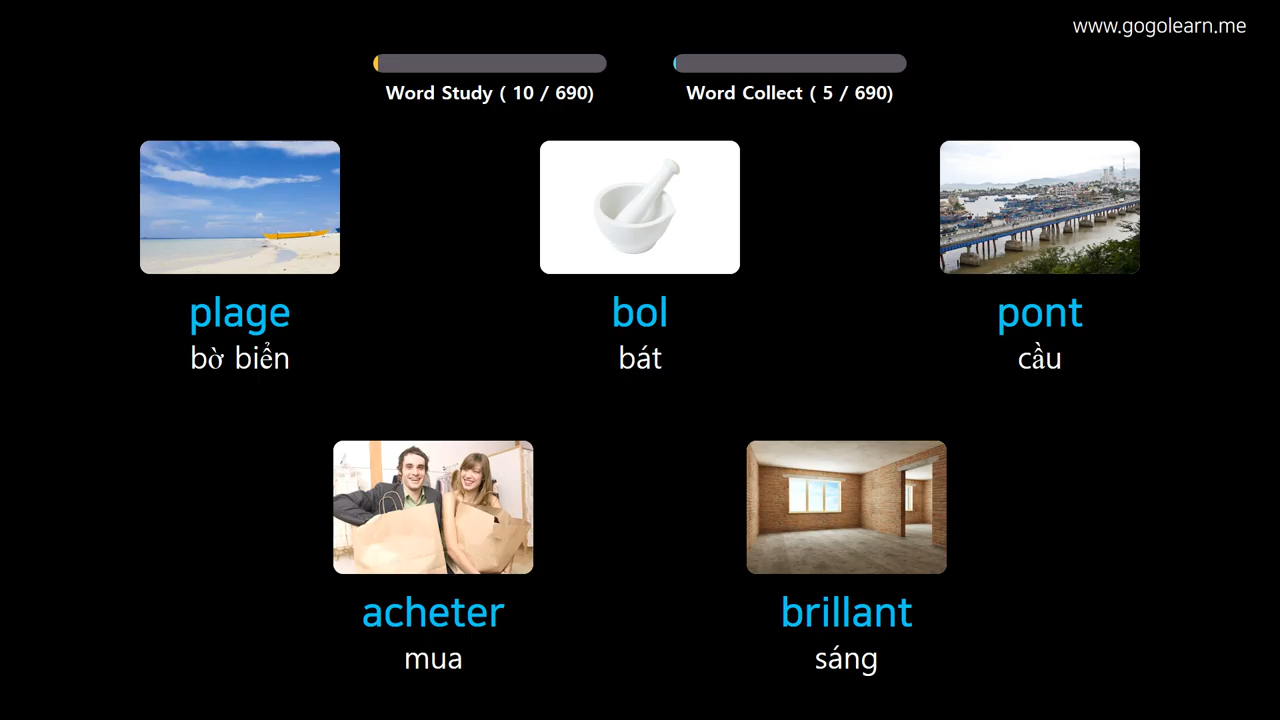 www.gogolearn.me
Word Study ( 10 / 690)
Word Collect ( 5 / 690)
plage
bờ biển
bol
bát
pont
cầu
acheter
mua
brillant
sáng